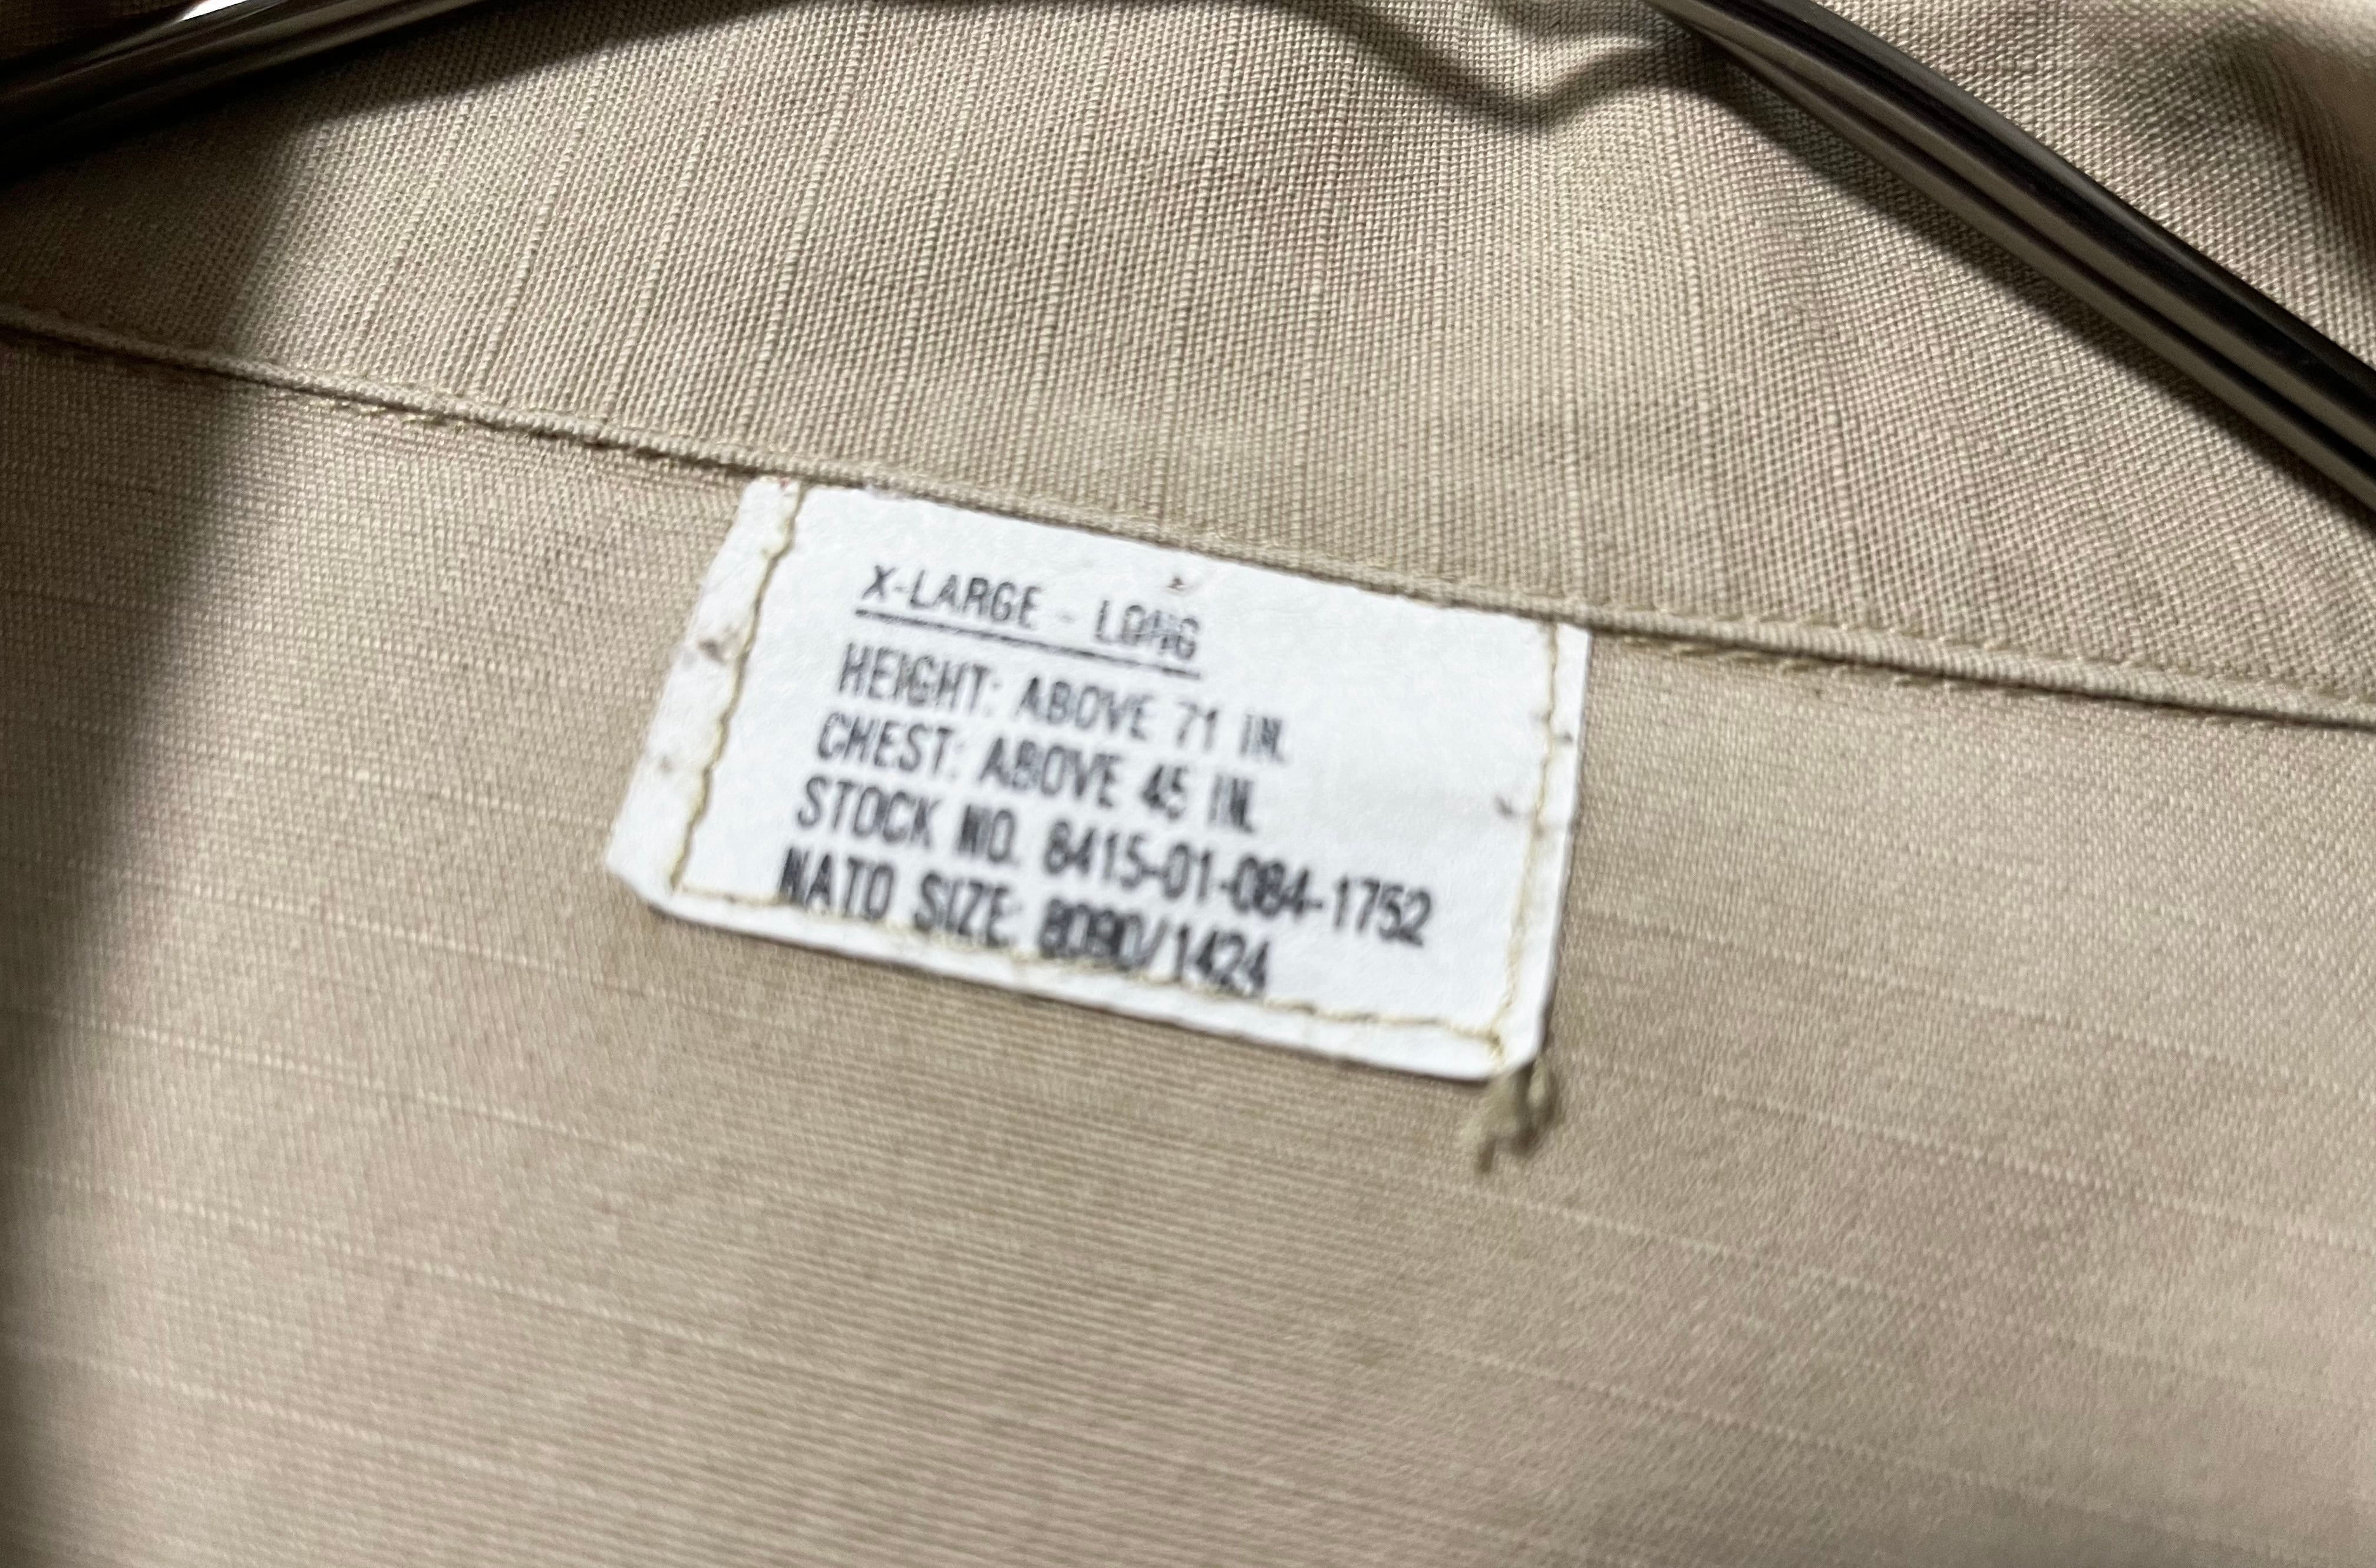 X-LARGE - LONG
HEIGHT: ABOVE 71 IN.
CHEST: ABOVE 45 IN.
STOCK NO. 8415-01-084-1752
NATO SIZE: 8090/1424